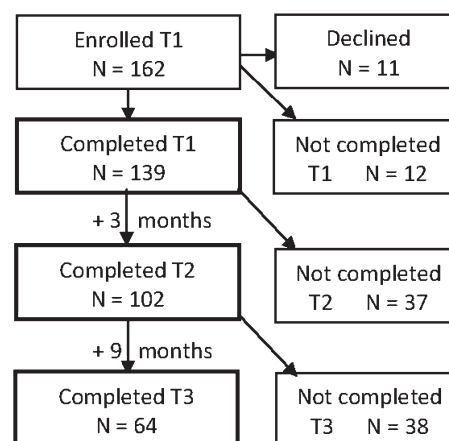 Enrolled T1
N = 162
Declined
N = 11
Completed T1
N = 139
Not completed
T1 N = 12
+ 3 months
Completed T2
N = 102
Not completed
T2 N = 37
+ 9 months
Completed T3
N = 64
Not completed
T3 N = 38